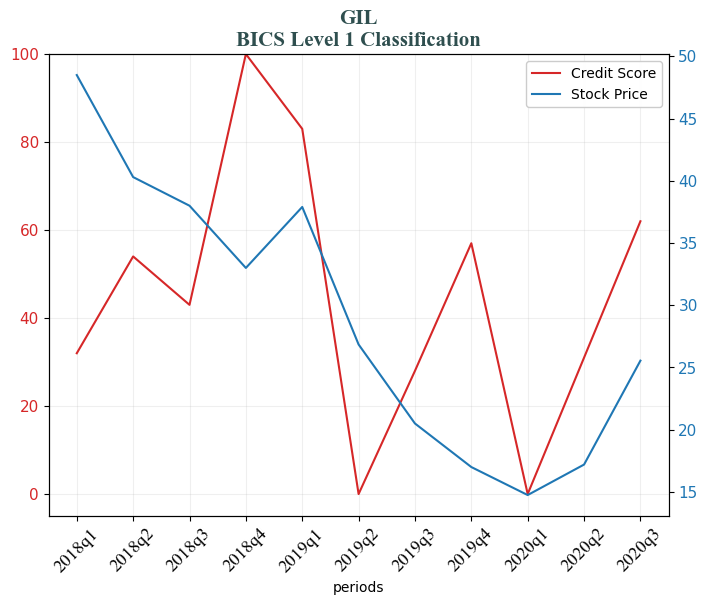 GIL
BICS Level 1 Classification
100
80
60
40
20
0
50
45
40
35
30
25
20
15
Credit Score
Stock Price
2018q1
2018q2
2018q3
2018q4
2019q1
2019q2
2019q3
2019q4
2020q1
2020q2
2020q3
periods